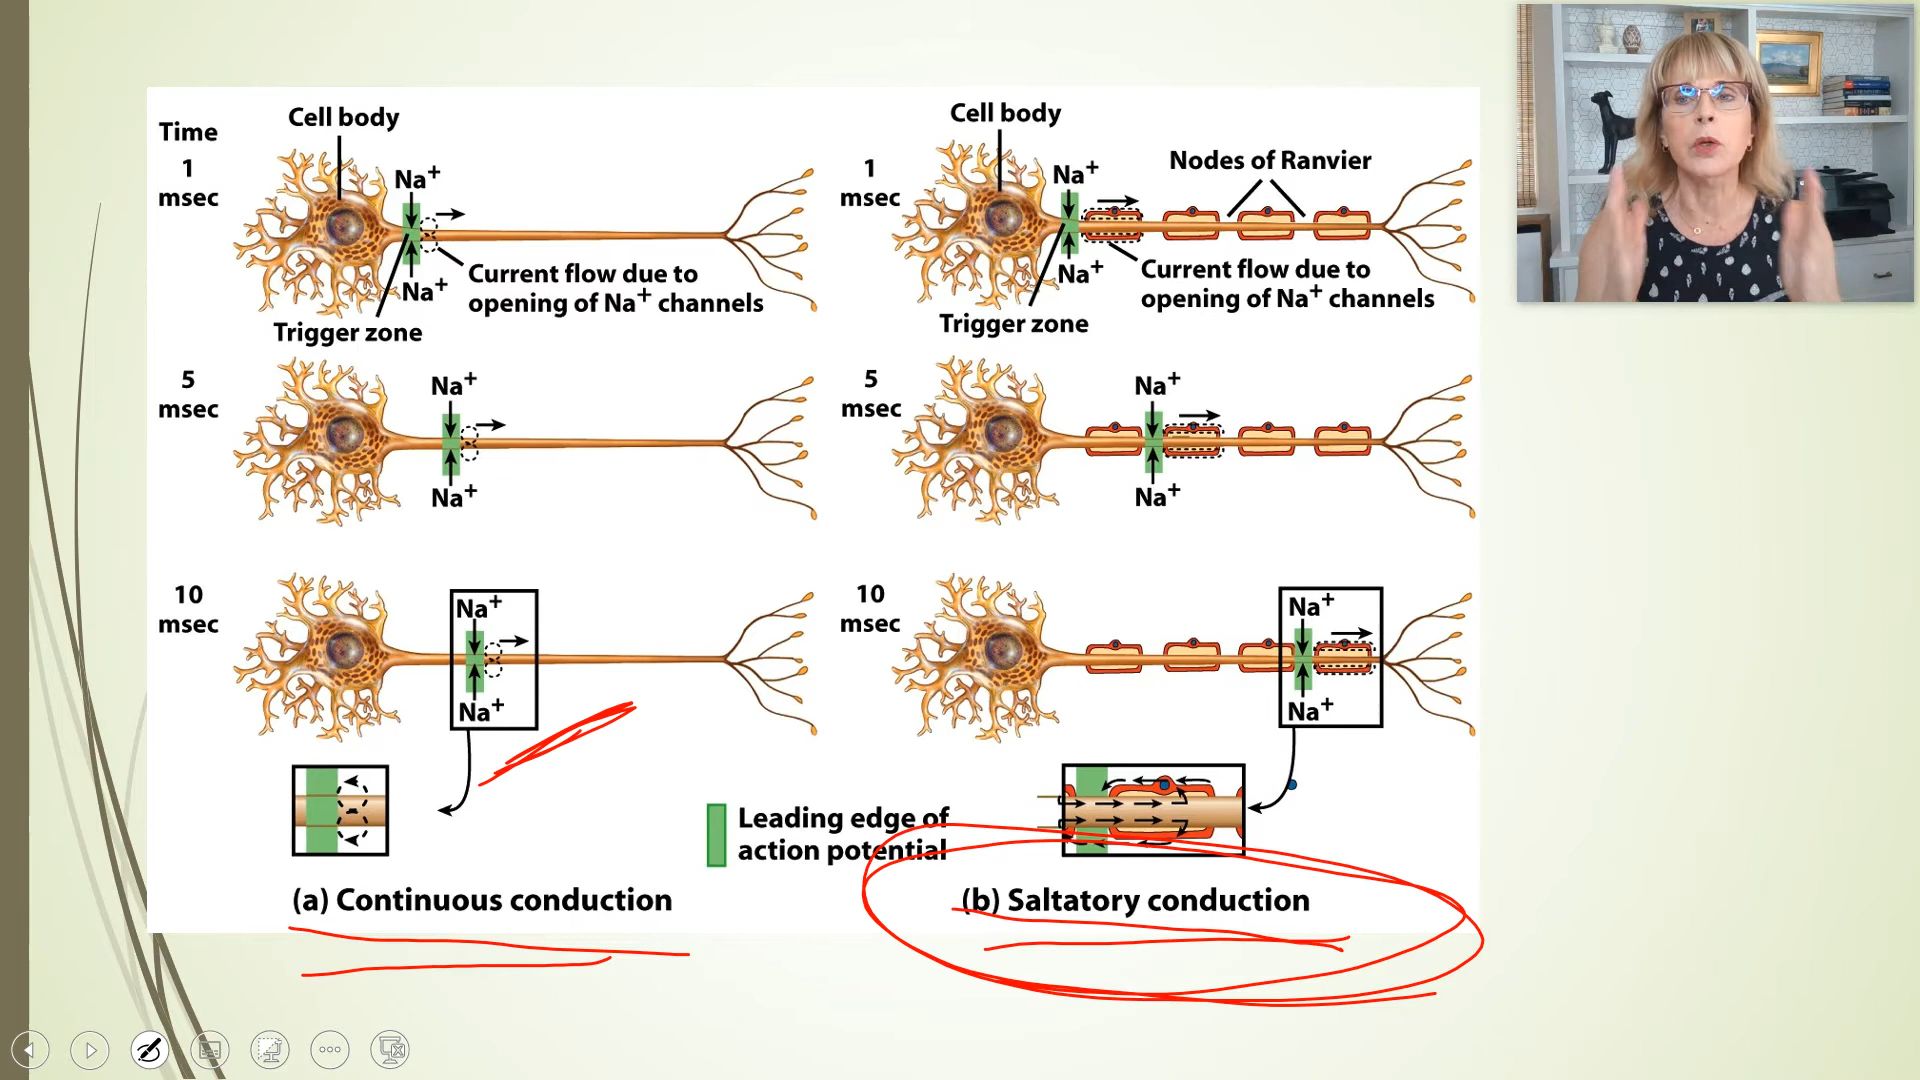 Time
1
msec
Cell body
Na⁺
Na⁺
Current flow due to
opening of Na⁺ channels
Trigger zone
1
msec
Cell body
Na⁺
Nodes of Ranvier
Na⁺
Current flow due to
opening of Na⁺ channels
Trigger zone
5
msec
Na⁺
Na⁺
5
msec
Na⁺
Na⁺
10
msec
Na⁺
Na⁺
10
msec
Na⁺
Na⁺
Leading edge of
action potential
(a) Continuous conduction
(b) Saltatory conduction